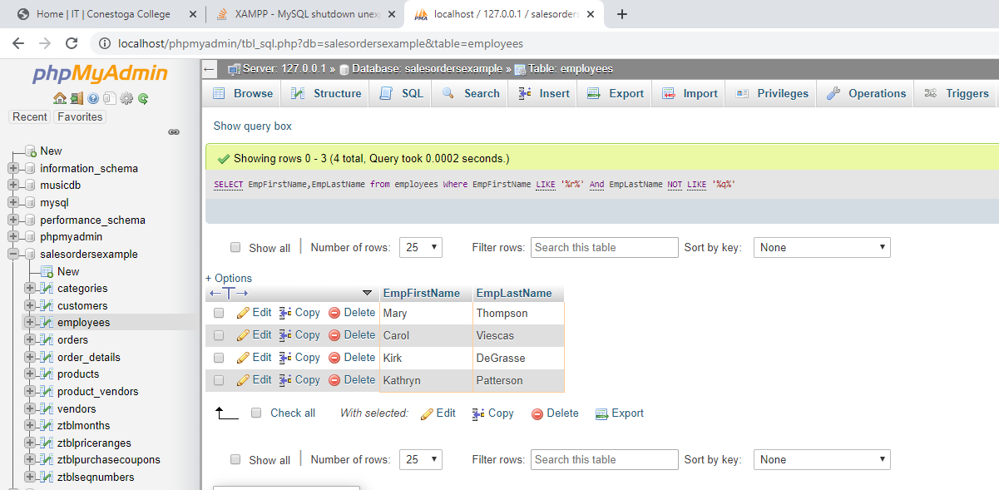 Home | IT | Conestoga College
XAMPP - MySQL shutdown unex
localhost / 127.0.0.1 / salesorders
localhost/phpmyadmin/tbl_sql.php?db=salesordersexample&table=employees
phpMyAdmin
Recent Favorites
New
information_schema
musicdb
mysql
performance_schema
phpmyadmin
salesordersexample
New
categories
customers
employees
orders
order_details
products
product_vendors
vendors
ztblmonths
ztblpriceranges
ztblpurchasecoupons
ztblseqnumbers
Server: 127.0.0.1 » Database: salesordersexample » Table: employees
Browse Structure SQL Search Insert Export Import Privileges Operations Triggers
Show query box
Showing rows 0 - 3 (4 total, Query took 0.0002 seconds.)
SELECT EmpFirstName,EmpLastName from employees Where EmpFirstName LIKE '%r%' And EmpLastName NOT LIKE '%q%'
Show all | Number of rows: 25 Filter rows: Search this table Sort by key: None
+ Options
←T→ EmpFirstName EmpLastName
Edit Copy Delete Mary Thompson
Edit Copy Delete Carol Viescas
Edit Copy Delete Kirk DeGrasse
Edit Copy Delete Kathryn Patterson
Check all With selected: Edit Copy Delete Export
Show all | Number of rows: 25 Filter rows: Search this table Sort by key: None